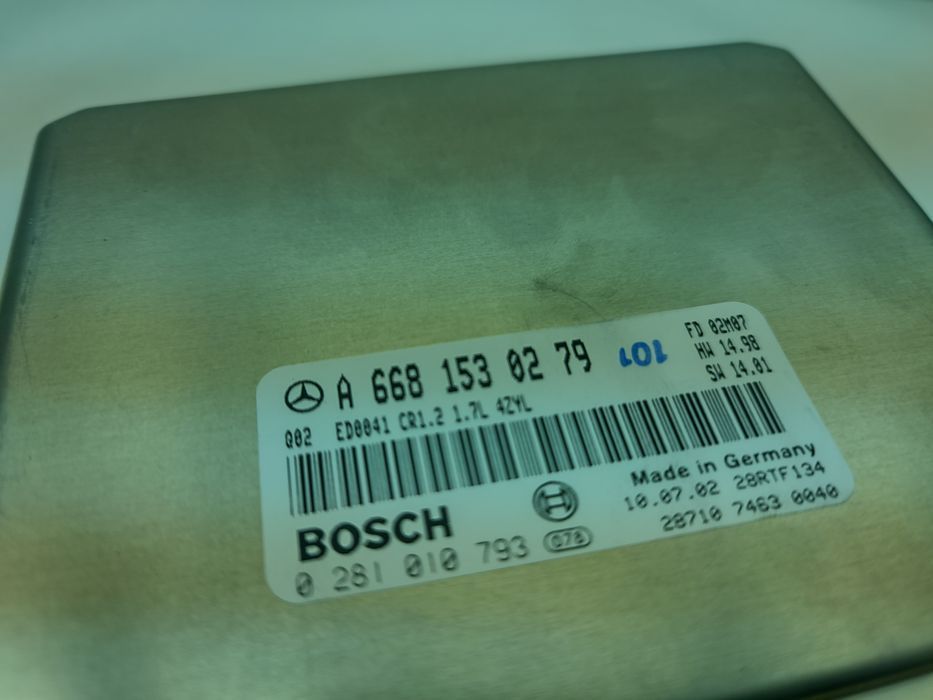 A 668 153 02 79 101
FD 02M07
HW 14.98
SW 14.01
Q02 ED0041 CR1.2 1.7L 4ZYL
Made in Germany
10.07.02 28RTF134
28710 7463 0040
BOSCH
0 281 010 793 078